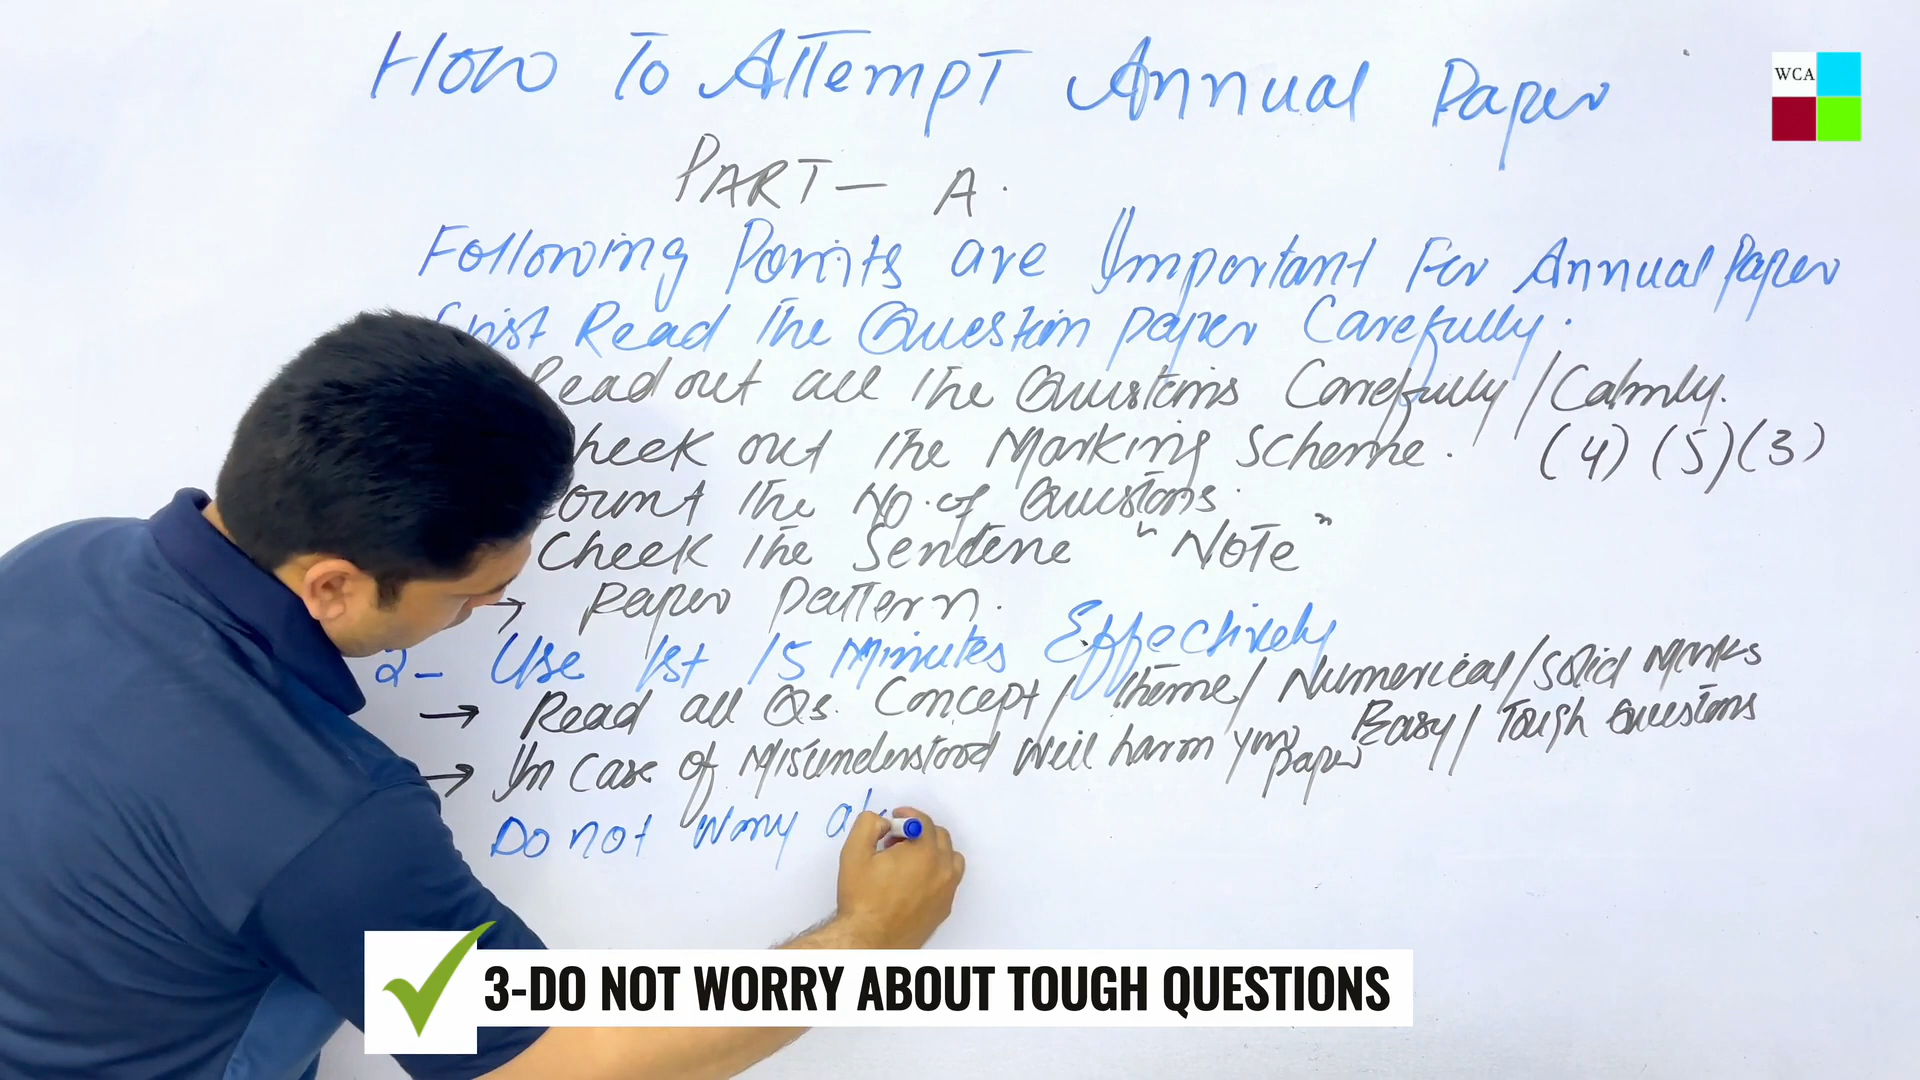 How To Attempt Annual Paper
WCA
PART - A.
Following Points are Important For Annual Paper
First Read The Question paper Carefully.
Read out all The Questions Carefully / Calmly.
Check out The Marking Scheme. (4) (5) (3)
Count The No. of Questions.
Check The Sentene "Note"
→ Paper Pattern.
2- Use 1st 15 Minutes Effectively
→ Read all Qs. Concept / Theme / Numerical / Solid Marks
Easy / Tough Questions
→ In Case of Misunderstood will harm your paper
Do not worry ab
3-DO NOT WORRY ABOUT TOUGH QUESTIONS